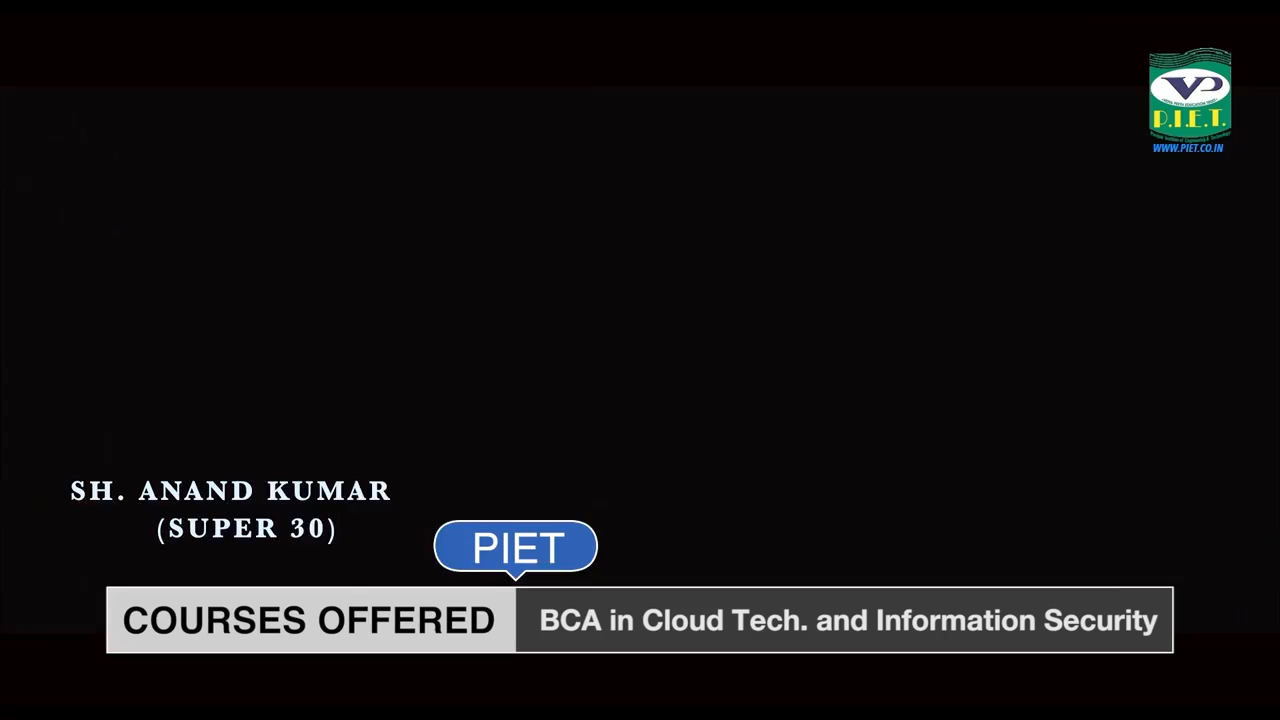 VP
P.I.E.T.
WWW.PIET.CO.IN
SH. ANAND KUMAR
(SUPER 30)
PIET
COURSES OFFERED
BCA in Cloud Tech. and Information Security